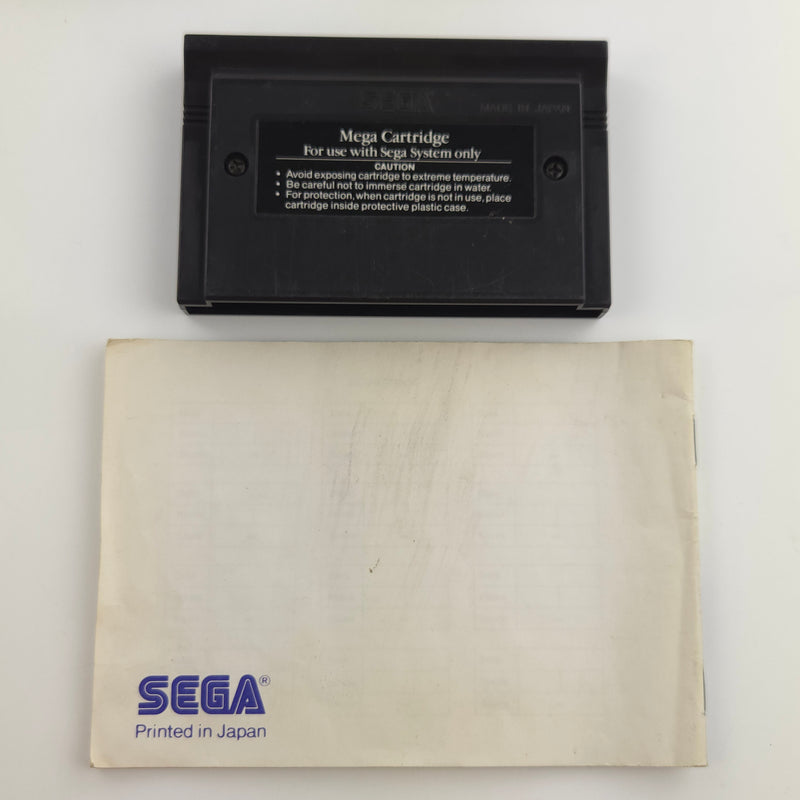 SEGA
MADE IN JAPAN
Mega Cartridge
For use with Sega System only
CAUTION
• Avoid exposing cartridge to extreme temperature.
• Be careful not to immerse cartridge in water.
• For protection, when cartridge is not in use, place
cartridge inside protective plastic case.
SEGA®
Printed in Japan